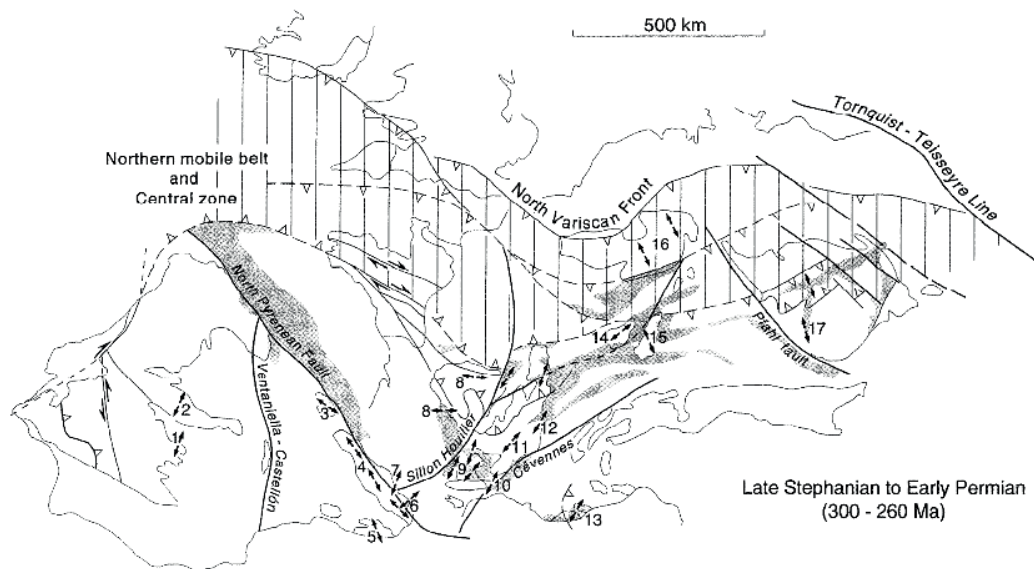 500 km
Tornquist - Teisseyre Line
Northern mobile belt
and
Central zone
North Variscan Front
16
North Pyrenean Fault
Pfahl fault
17
14
15
Ventaniella - Castellón
8
2
3
8
1
12
11
Sillon Houiller
4
7
9
Cévennes
10
6
13
5
Late Stephanian to Early Permian
(300 - 260 Ma)